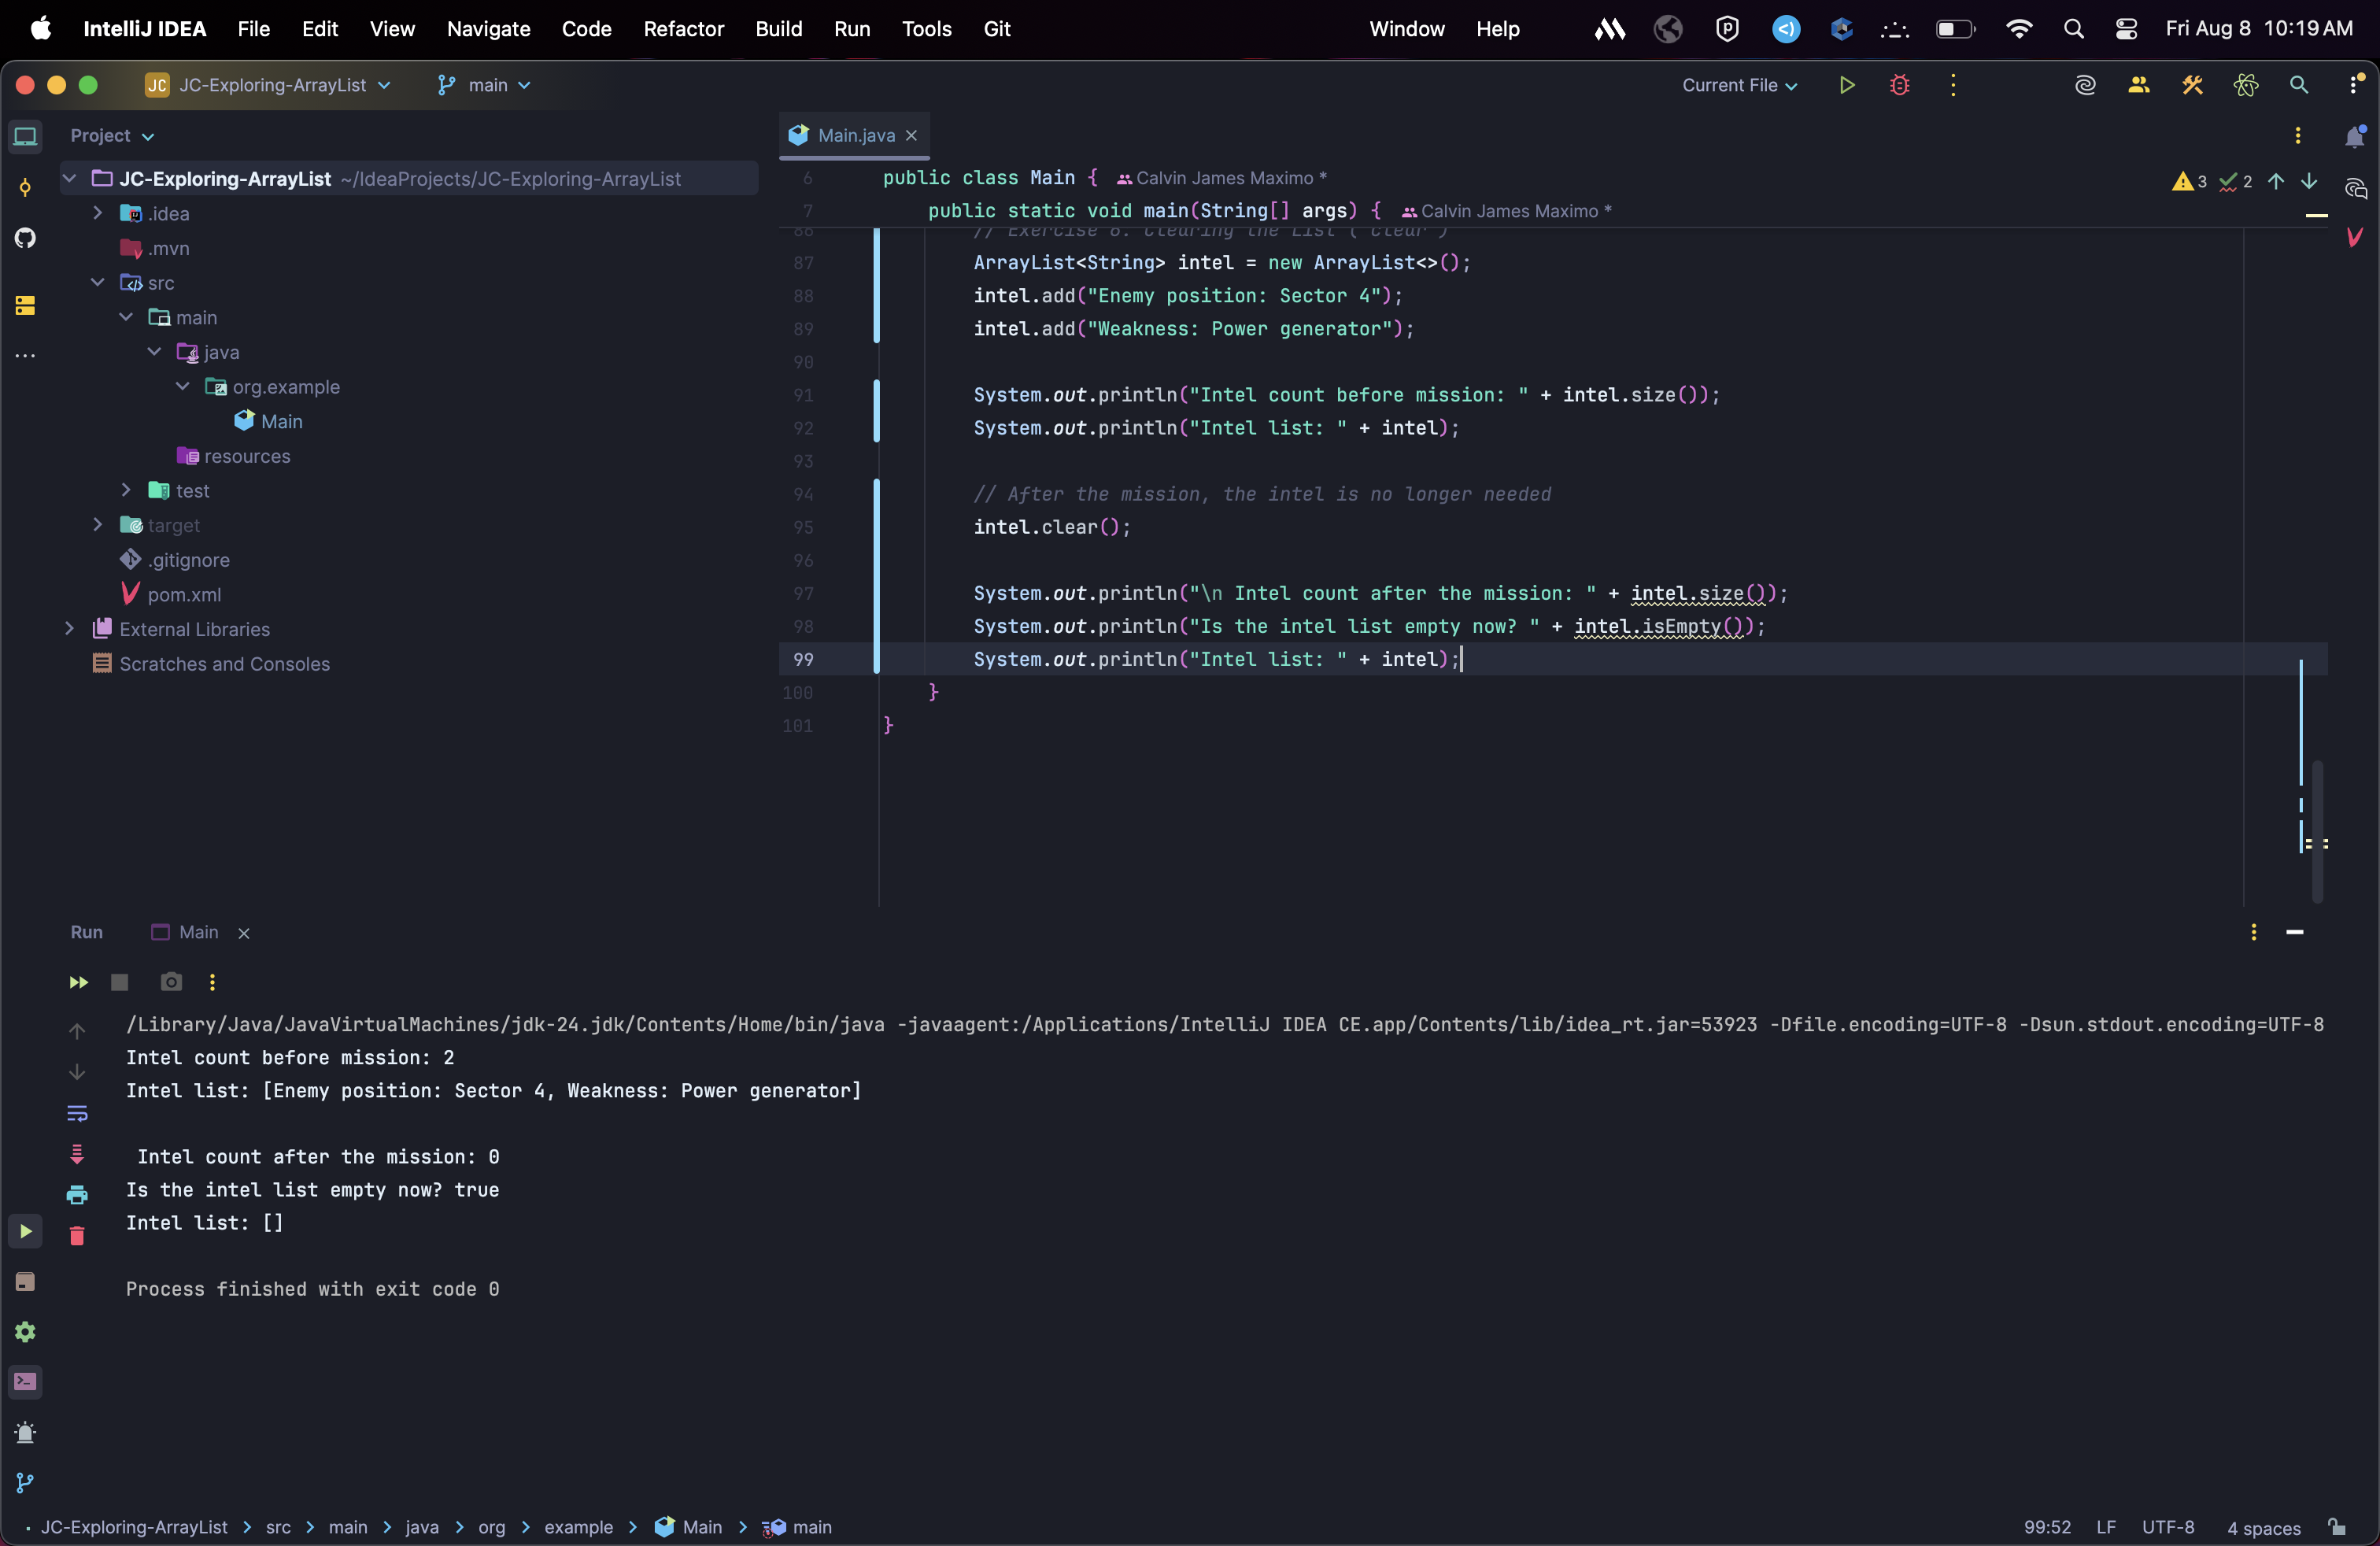 IntelliJ IDEA File Edit View Navigate Code Refactor Build Run Tools Git Window Help Fri Aug 8 10:19 AM
JC JC-Exploring-ArrayList main Current File
Project
Main.java
JC-Exploring-ArrayList ~/IdeaProjects/JC-Exploring-ArrayList
.idea
.mvn
src
main
java
org.example
Main
resources
test
target
.gitignore
pom.xml
External Libraries
Scratches and Consoles
3 2
6 public class Main { Calvin James Maximo *
7 public static void main(String[] args) { Calvin James Maximo *
// Exercise 6: Clearing the List (`clear`)
87 ArrayList<String> intel = new ArrayList<>();
88 intel.add("Enemy position: Sector 4");
89 intel.add("Weakness: Power generator");
90
91 System.out.println("Intel count before mission: " + intel.size());
92 System.out.println("Intel list: " + intel);
93
94 // After the mission, the intel is no longer needed
95 intel.clear();
96
97 System.out.println("\n Intel count after the mission: " + intel.size());
98 System.out.println("Is the intel list empty now? " + intel.isEmpty());
99 System.out.println("Intel list: " + intel);
100 }
101 }
Run Main
/Library/Java/JavaVirtualMachines/jdk-24.jdk/Contents/Home/bin/java -javaagent:/Applications/IntelliJ IDEA CE.app/Contents/lib/idea_rt.jar=53923 -Dfile.encoding=UTF-8 -Dsun.stdout.encoding=UTF-8
Intel count before mission: 2
Intel list: [Enemy position: Sector 4, Weakness: Power generator]
Intel count after the mission: 0
Is the intel list empty now? true
Intel list: []
Process finished with exit code 0
JC-Exploring-ArrayList > src > main > java > org > example > Main > main 99:52 LF UTF-8 4 spaces